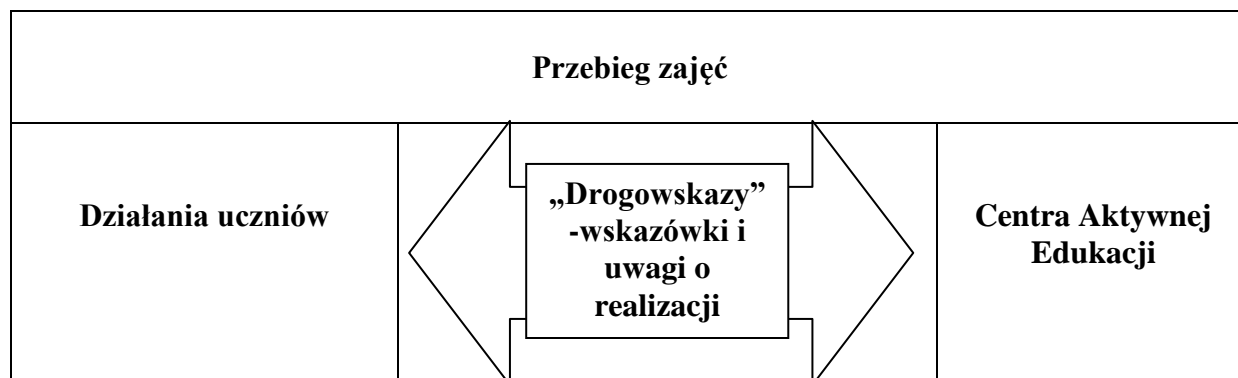 Przebieg zajęć
Działania uczniów
„Drogowskazy”
-wskazówki i
uwagi o
realizacji
Centra Aktywnej
Edukacji